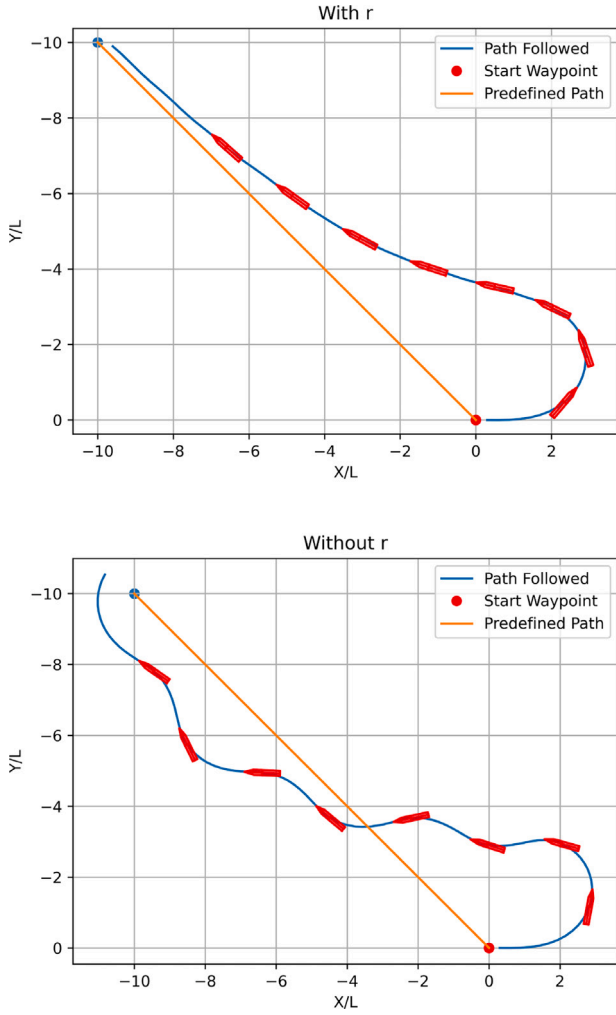 With r
Path Followed
Start Waypoint
Predefined Path
−10
−8
−6
−4
−2
0
Y/L
−10 −8 −6 −4 −2 0 2
X/L
Without r
Path Followed
Start Waypoint
Predefined Path
−10
−8
−6
−4
−2
0
Y/L
−10 −8 −6 −4 −2 0 2
X/L